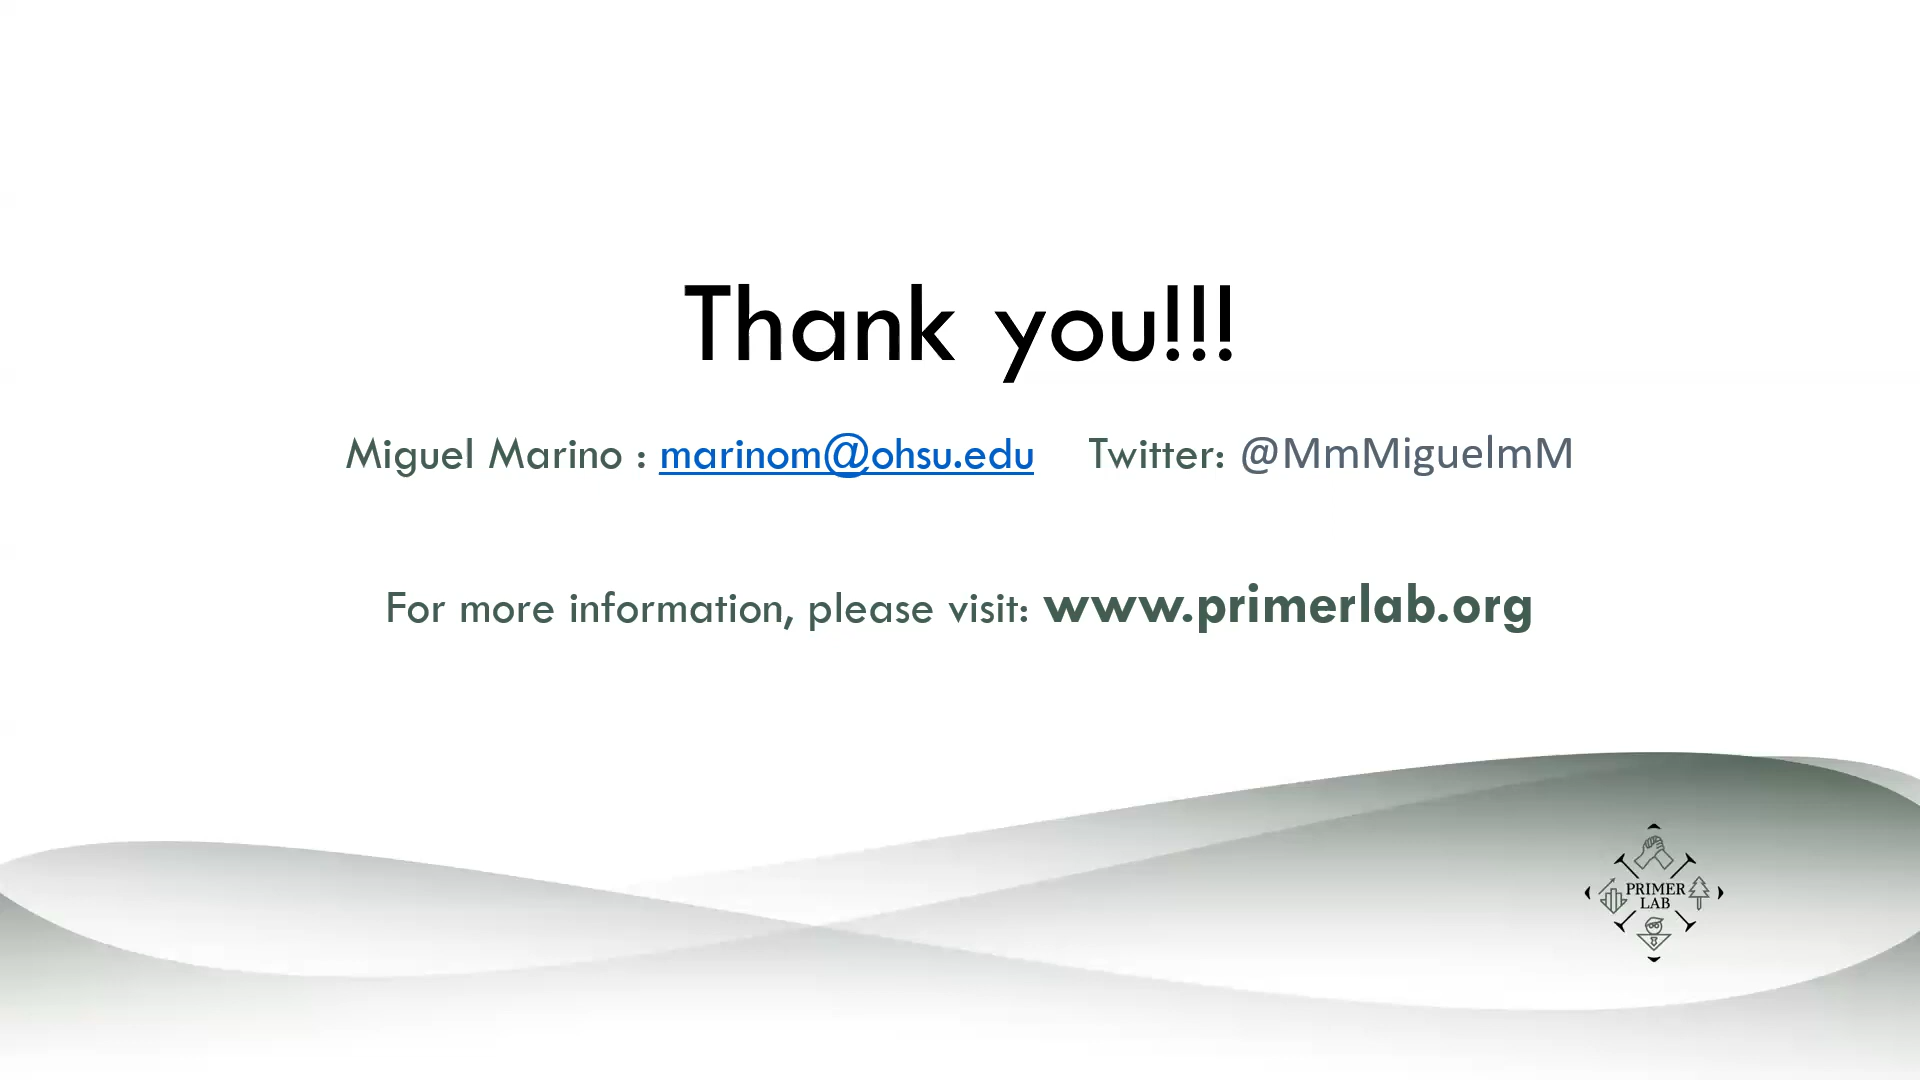 Thank you!!!
Miguel Marino : marinom@ohsu.edu Twitter: @MmMiguelmM
For more information, please visit: www.primerlab.org
PRIMER
LAB